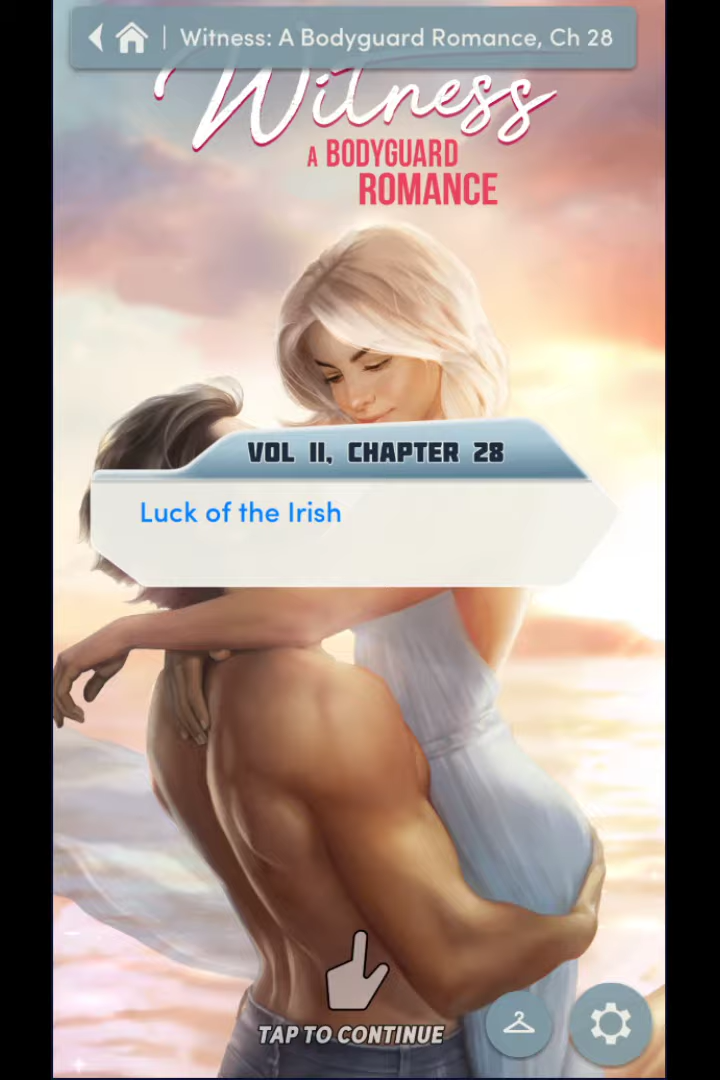 Witness: A Bodyguard Romance, Ch 28
Witness
A BODYGUARD
ROMANCE
VOL II, CHAPTER 28
Luck of the Irish
TAP TO CONTINUE